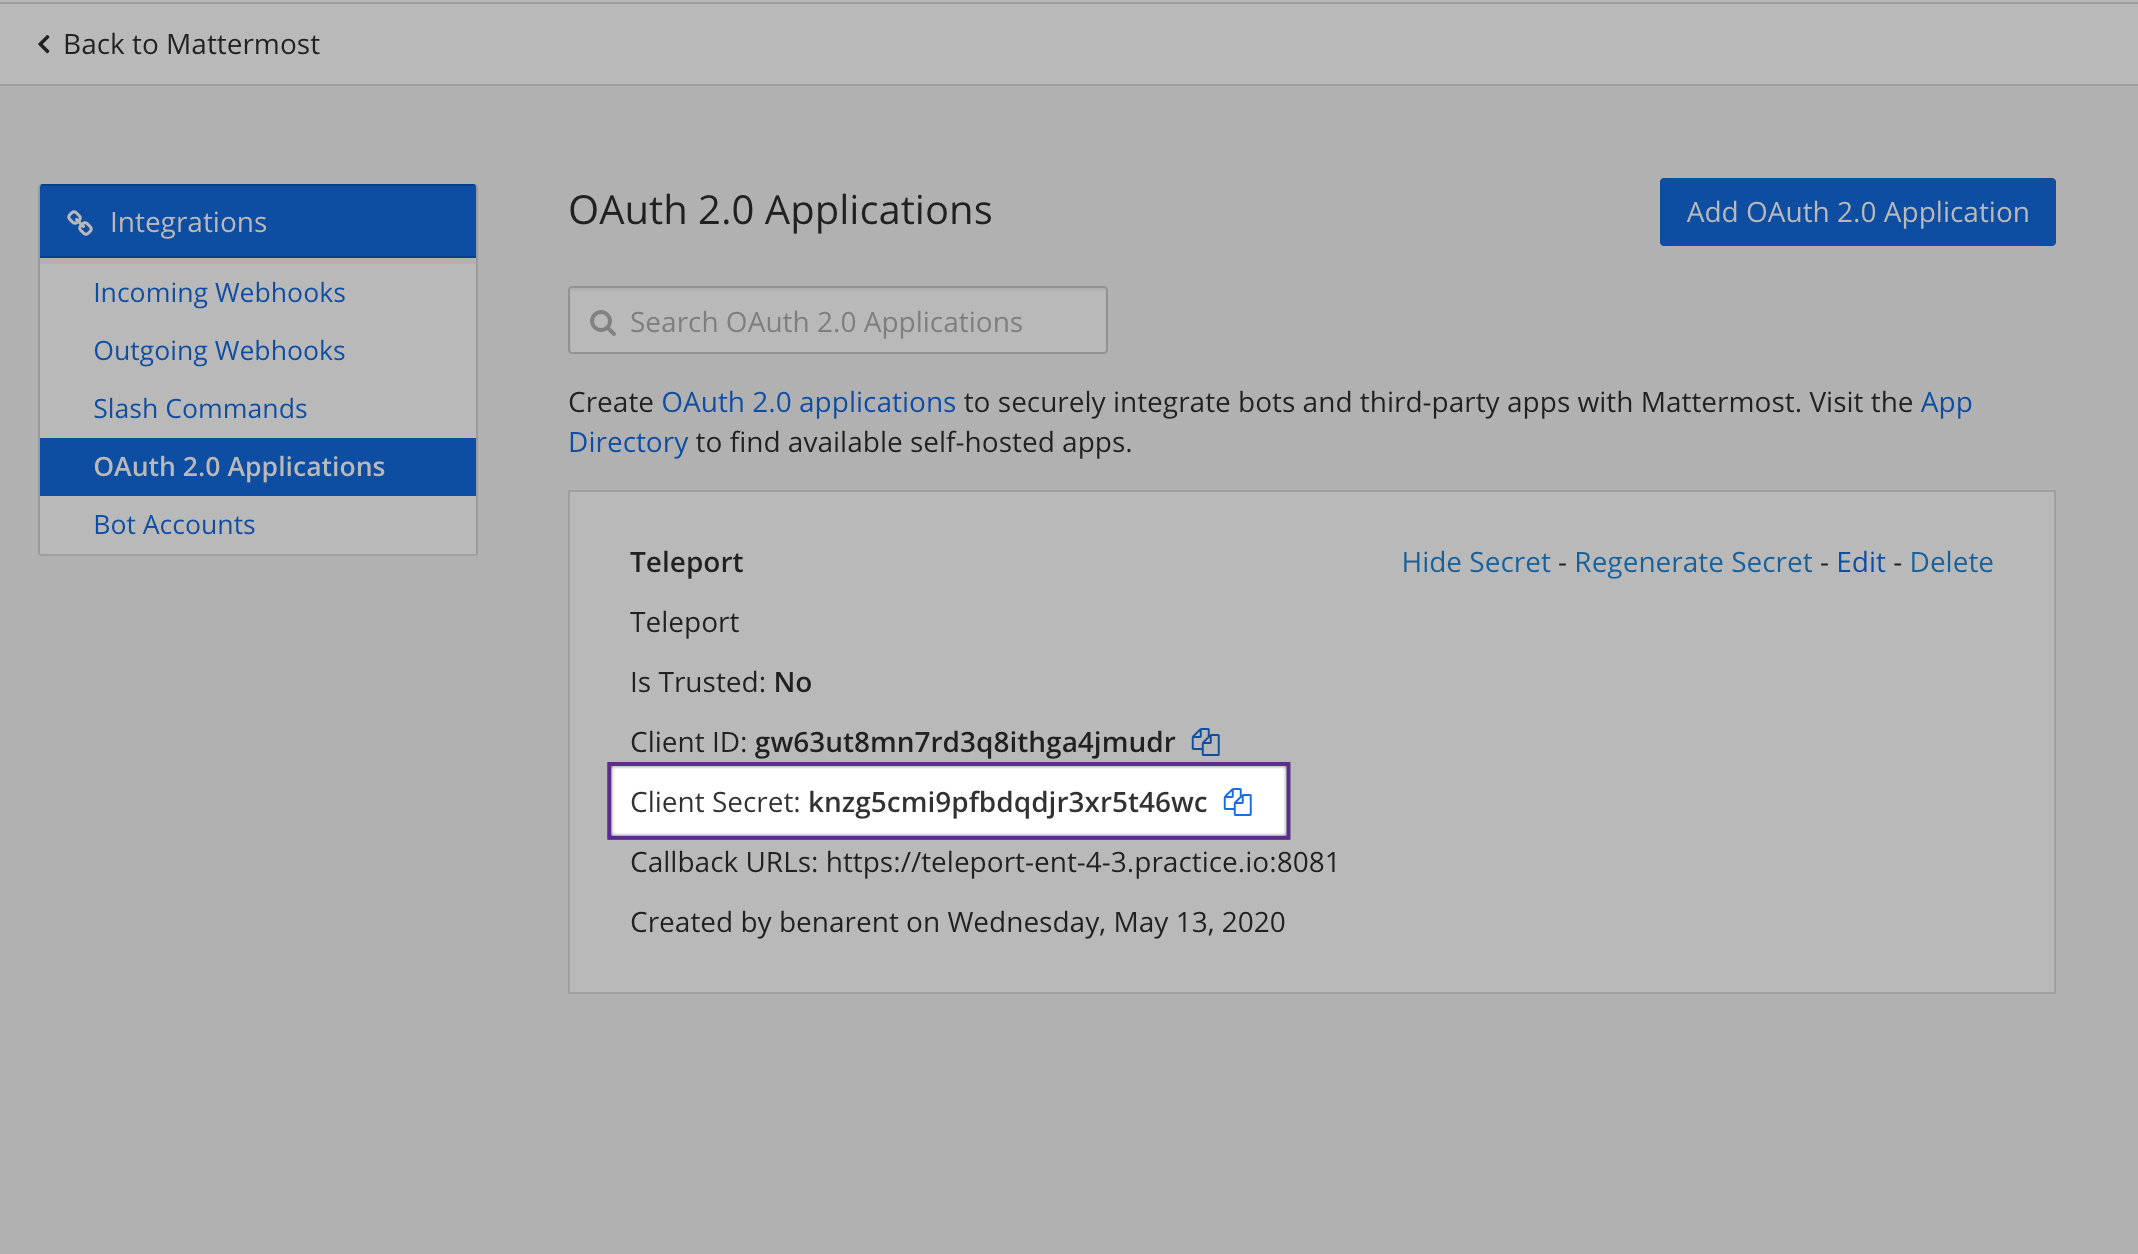 Back to Mattermost
Integrations
Incoming Webhooks
Outgoing Webhooks
Slash Commands
OAuth 2.0 Applications
Bot Accounts
OAuth 2.0 Applications
Add OAuth 2.0 Application
Search OAuth 2.0 Applications
Create OAuth 2.0 applications to securely integrate bots and third-party apps with Mattermost. Visit the App
Directory to find available self-hosted apps.
Teleport
Hide Secret - Regenerate Secret - Edit - Delete
Teleport
Is Trusted: No
Client ID: gw63ut8mn7rd3q8ithga4jmudr
Client Secret: knzg5cmi9pfbdqdjr3xr5t46wc
Callback URLs: https://teleport-ent-4-3.practice.io:8081
Created by benarent on Wednesday, May 13, 2020